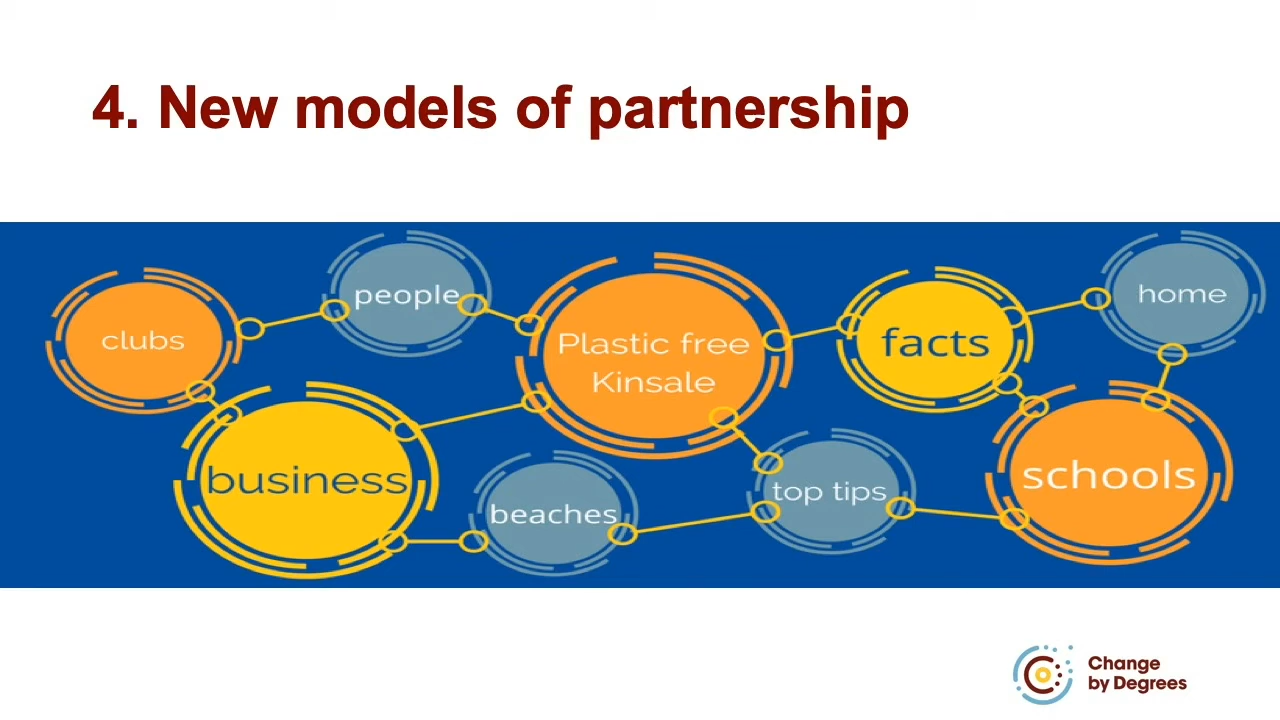 4. New models of partnership
people
home
clubs
Plastic free
Kinsale
facts
business
beaches
top tips
schools
Change
by Degrees